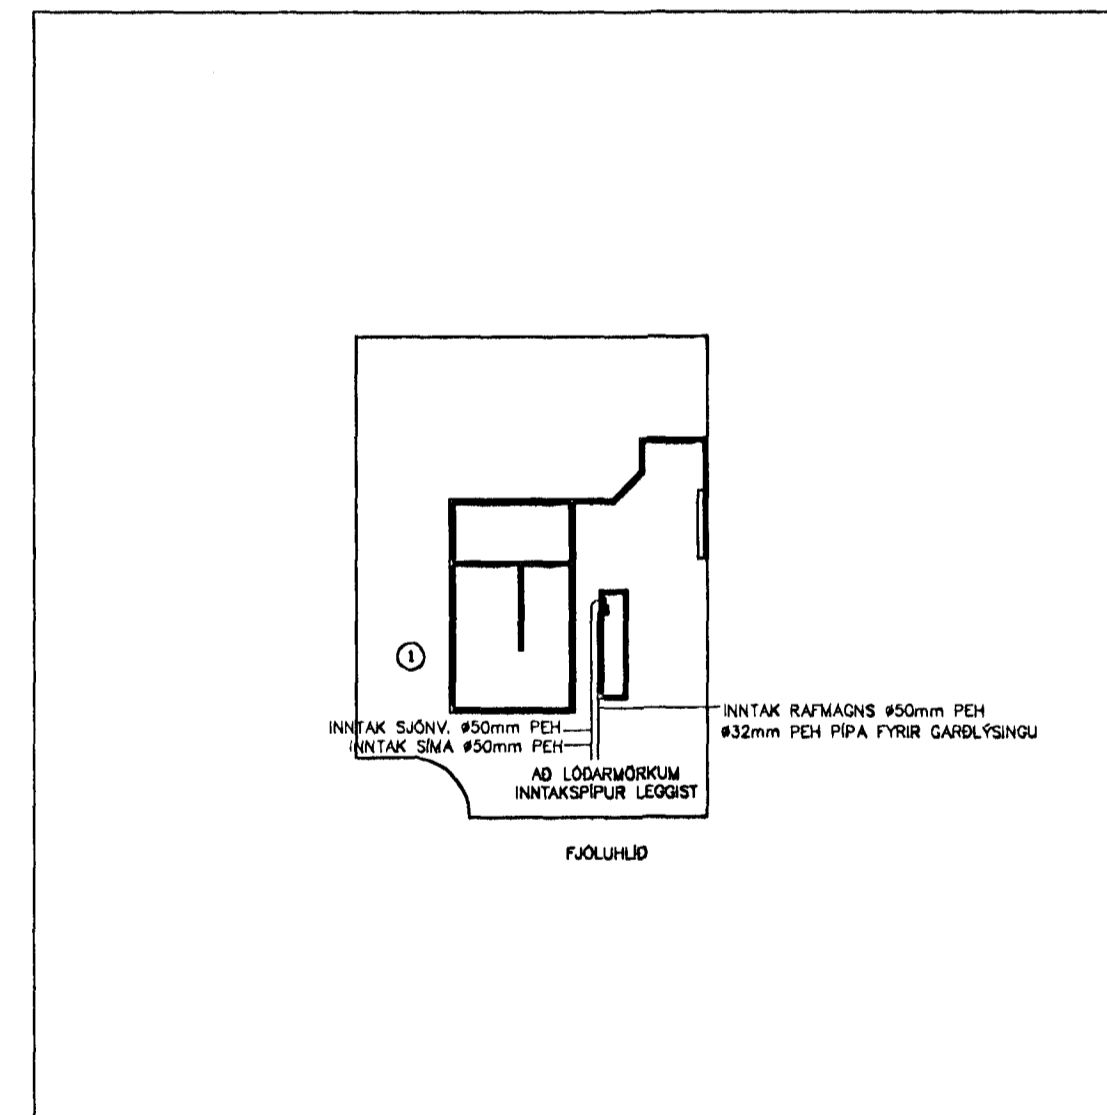 1
INNTAK SJÓNV. ø50mm PEH
INNTAK SÍMA ø50mm PEH
INNTAK RAFMAGNS ø50mm PEH
ø32mm PEH PÍPA FYRIR GARÐLÝSINGU
AÐ LÓÐARMÖRKUM
INNTAKSPÍPUR LEGGIST
FJÓLUHLÍÐ